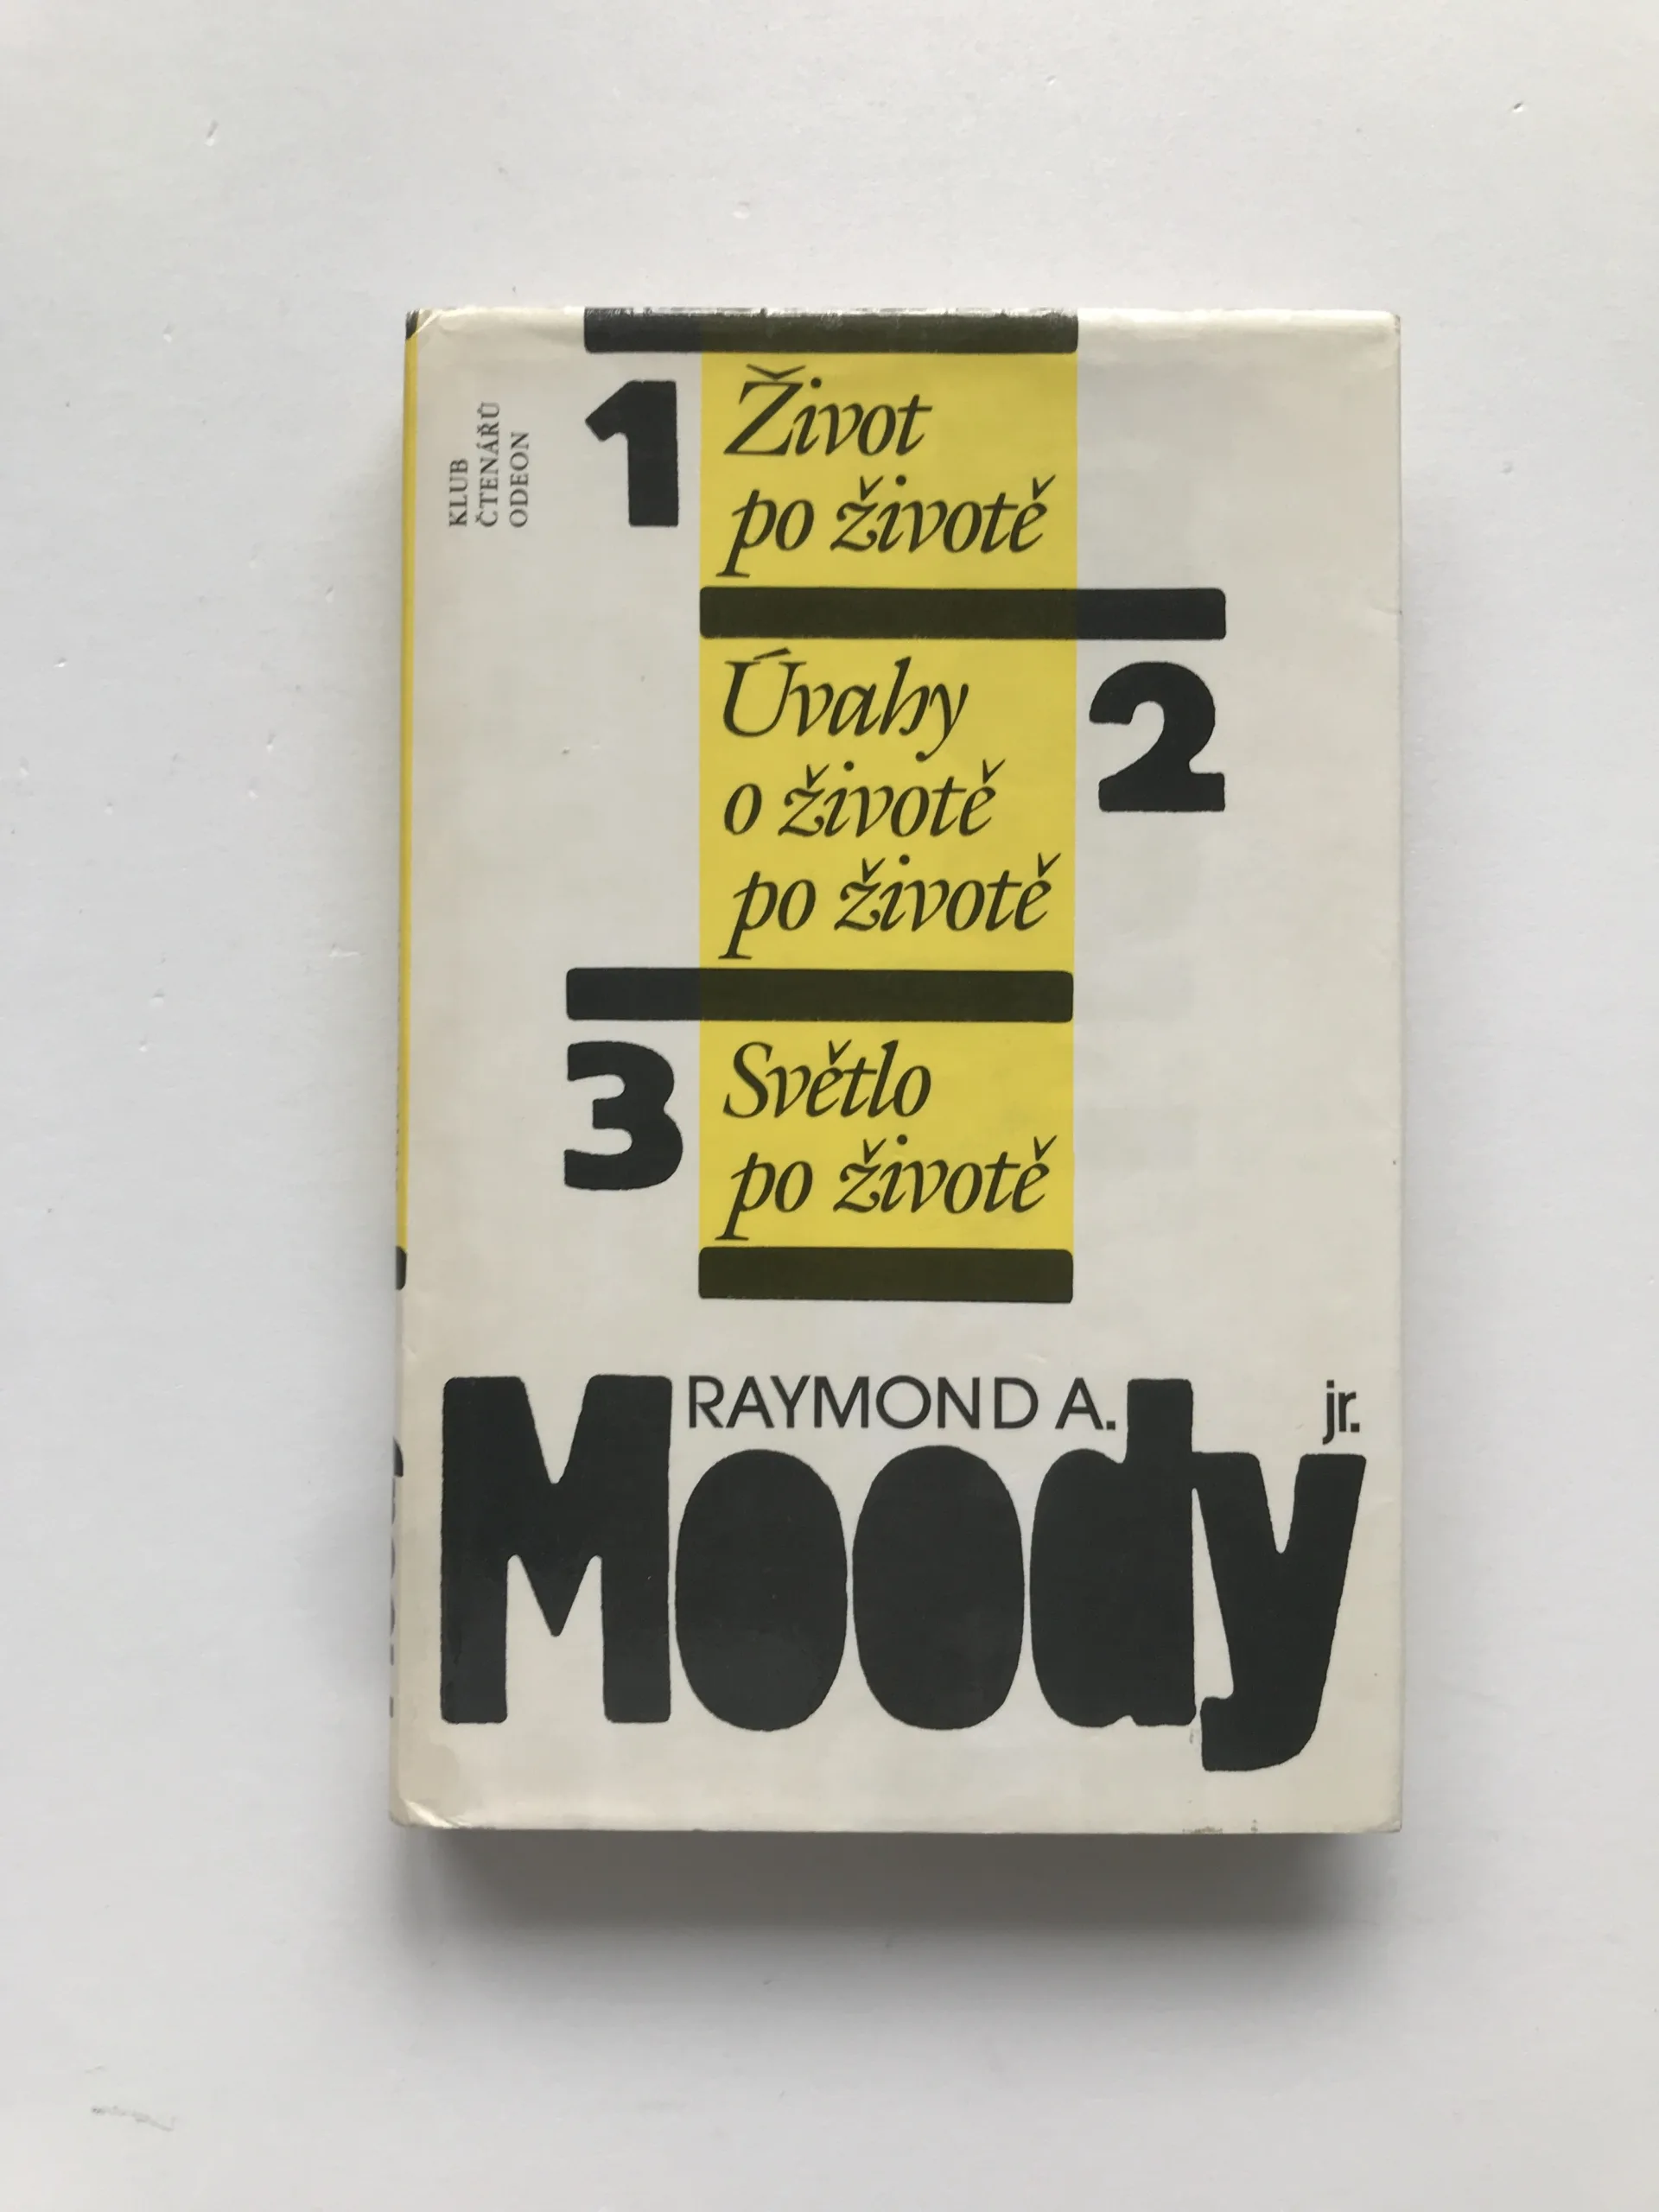 KLUB
ČTENÁŘŮ
ODEON
1
Život
po životě
2
Úvahy
o životě
po životě
3
Světlo
po životě
RAYMOND A.
Moody
jr.